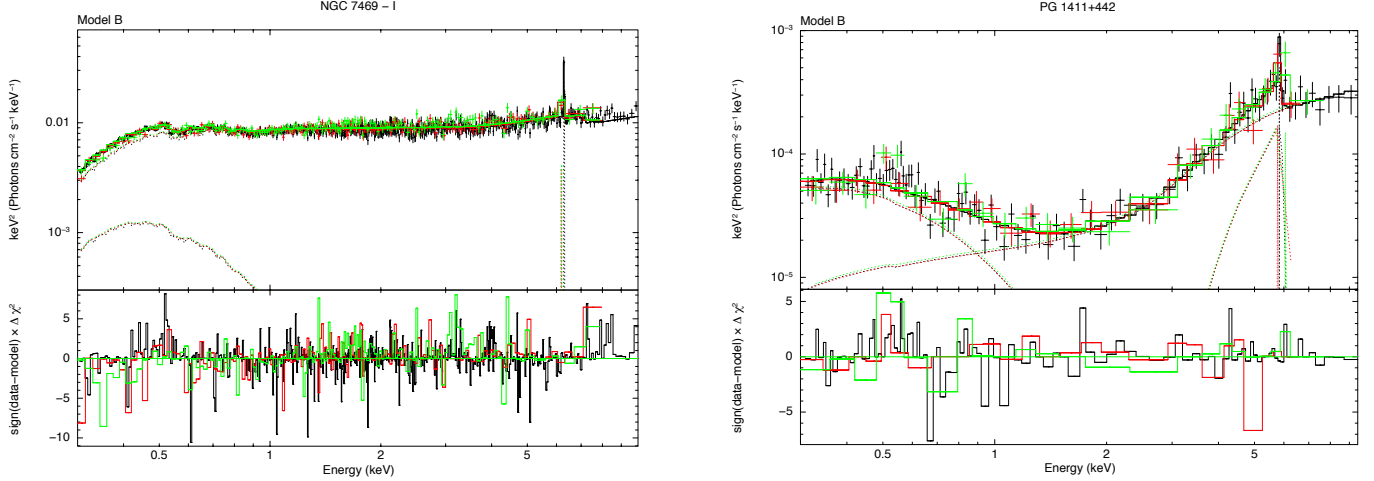 NGC 7469 – I
Model B
keV² (Photons cm⁻² s⁻¹ keV⁻¹)
0.01
10⁻³
sign(data–model) × Δ χ²
5
0
−5
−10
0.5 1 2 5
Energy (keV)
PG 1411+442
Model B
keV² (Photons cm⁻² s⁻¹ keV⁻¹)
10⁻³
10⁻⁴
10⁻⁵
sign(data–model) × Δ χ²
5
0
−5
0.5 1 2 5
Energy (keV)